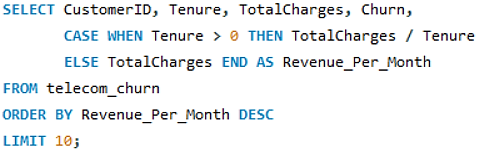 SELECT CustomerID, Tenure, TotalCharges, Churn,
CASE WHEN Tenure > 0 THEN TotalCharges / Tenure
ELSE TotalCharges END AS Revenue_Per_Month
FROM telecom_churn
ORDER BY Revenue_Per_Month DESC
LIMIT 10;